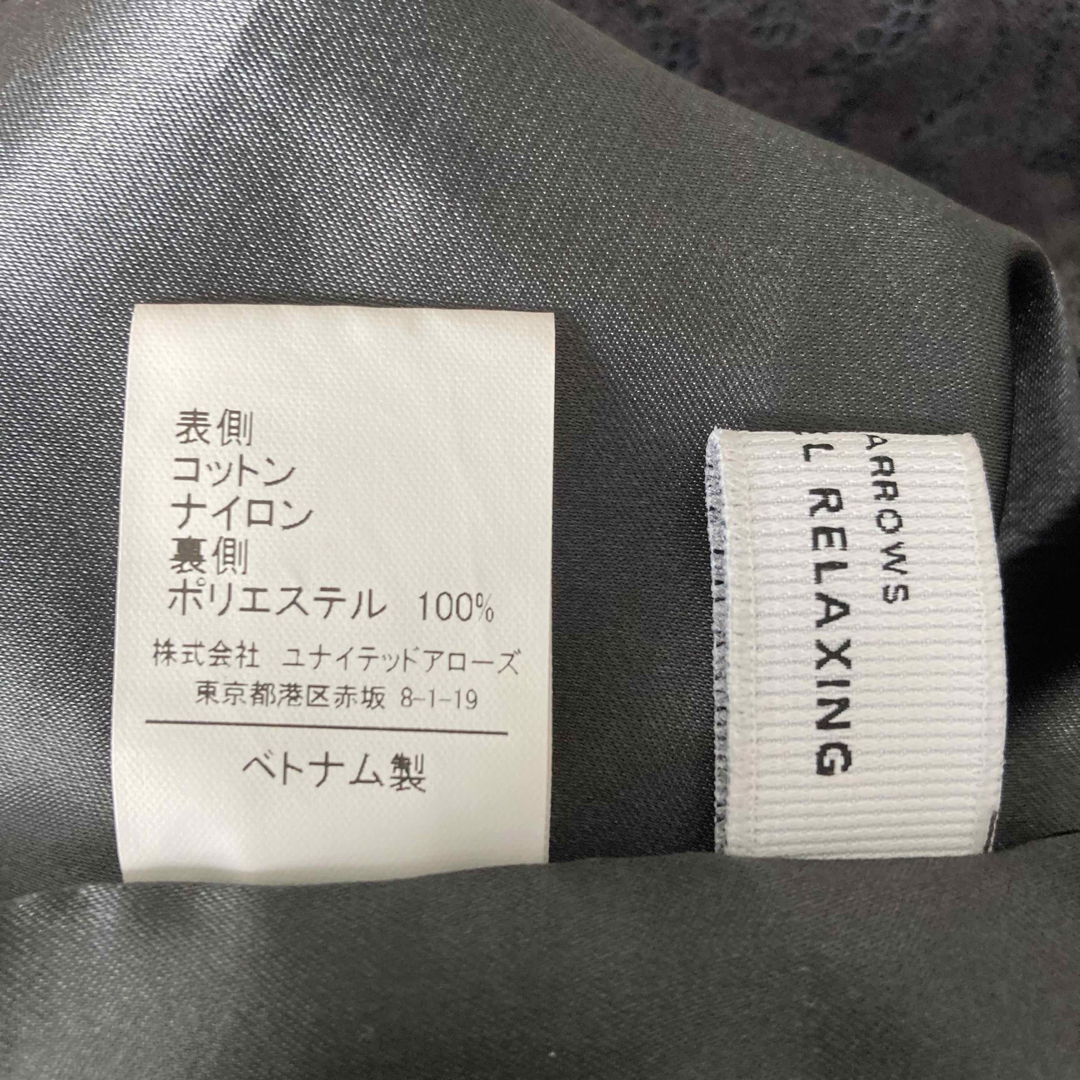 表側
コットン
ナイロン
裏側
ポリエステル 100%
株式会社 ユナイテッドアローズ
東京都港区赤坂 8-1-19
ベトナム製
ARROWS
L RELAXING